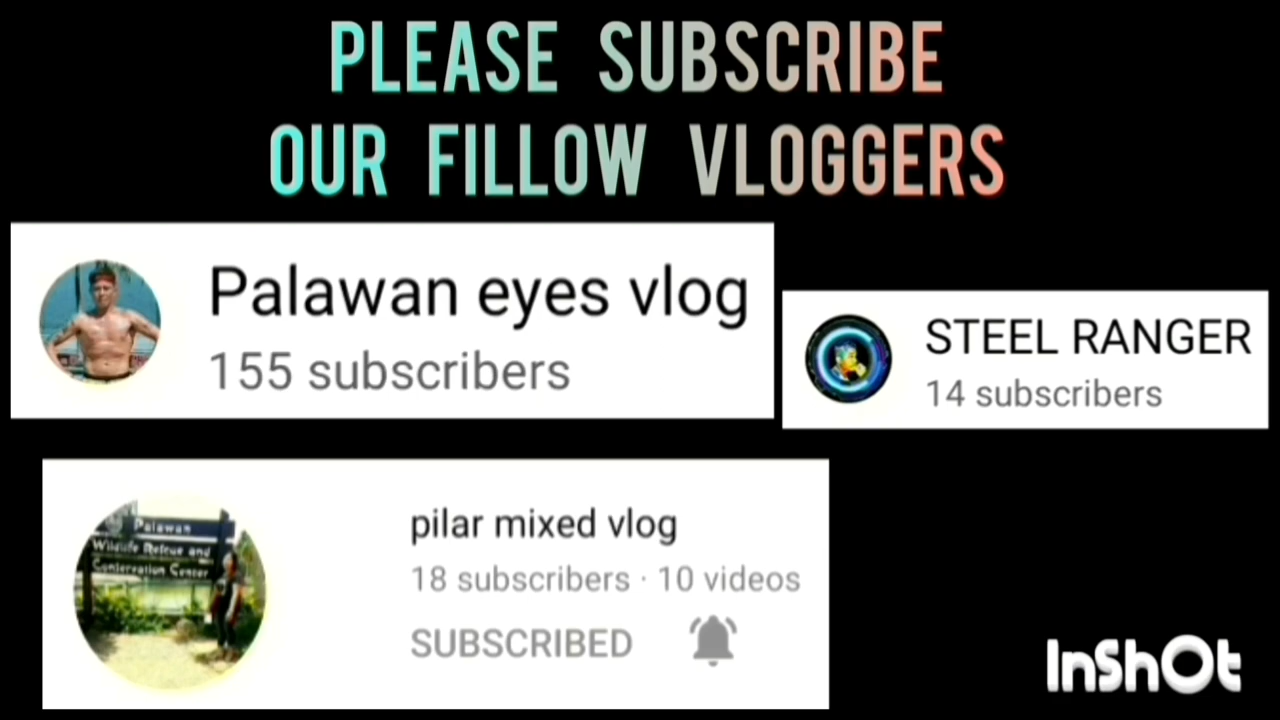 PLEASE SUBSCRIBE
OUR FILLOW VLOGGERS
Palawan eyes vlog
155 subscribers
STEEL RANGER
14 subscribers
pilar mixed vlog
18 subscribers · 10 videos
SUBSCRIBED
Palawan
Wildlife Rescue and
Conservation Center
InShOt